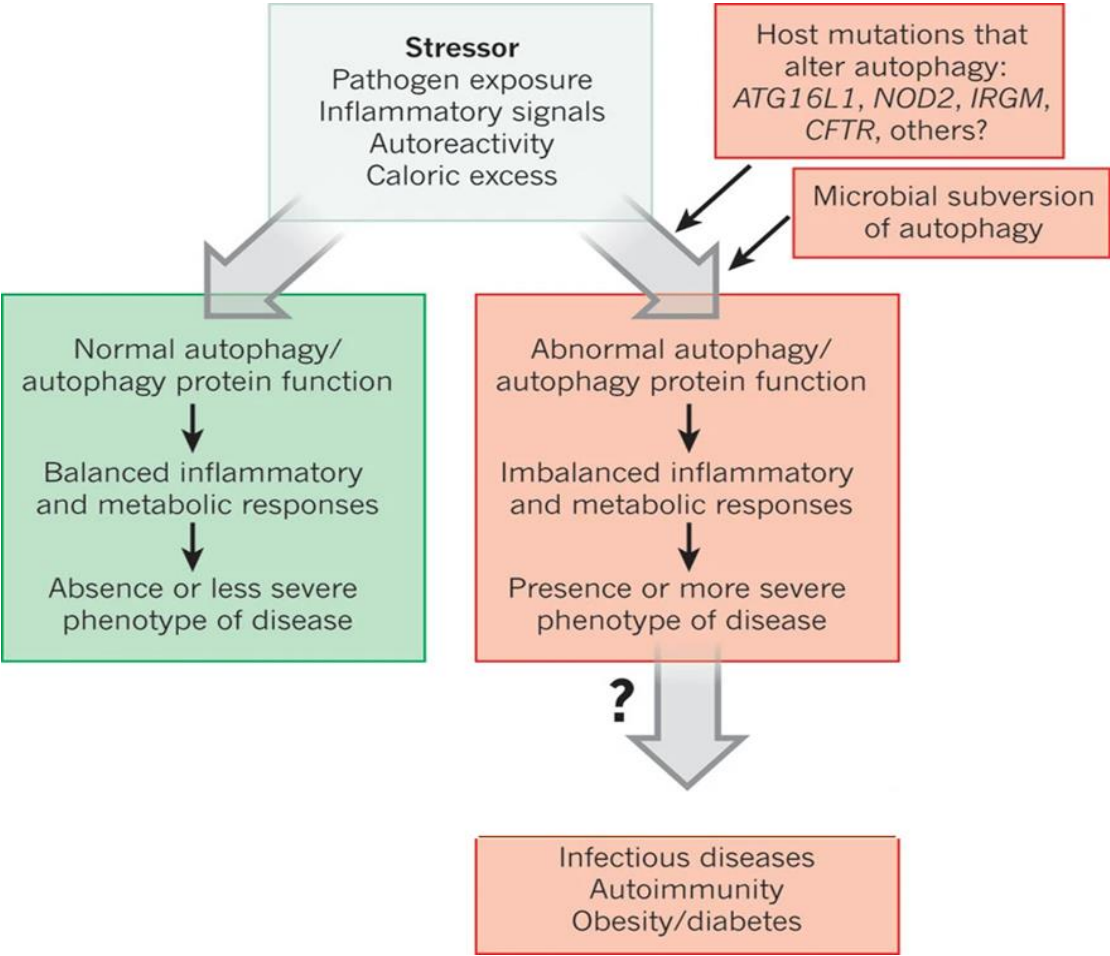 Stressor
Pathogen exposure
Inflammatory signals
Autoreactivity
Caloric excess
Host mutations that
alter autophagy:
ATG16L1, NOD2, IRGM,
CFTR, others?
Microbial subversion
of autophagy
Normal autophagy/
autophagy protein function
Balanced inflammatory
and metabolic responses
Absence or less severe
phenotype of disease
Abnormal autophagy/
autophagy protein function
Imbalanced inflammatory
and metabolic responses
Presence or more severe
phenotype of disease
?
Infectious diseases
Autoimmunity
Obesity/diabetes